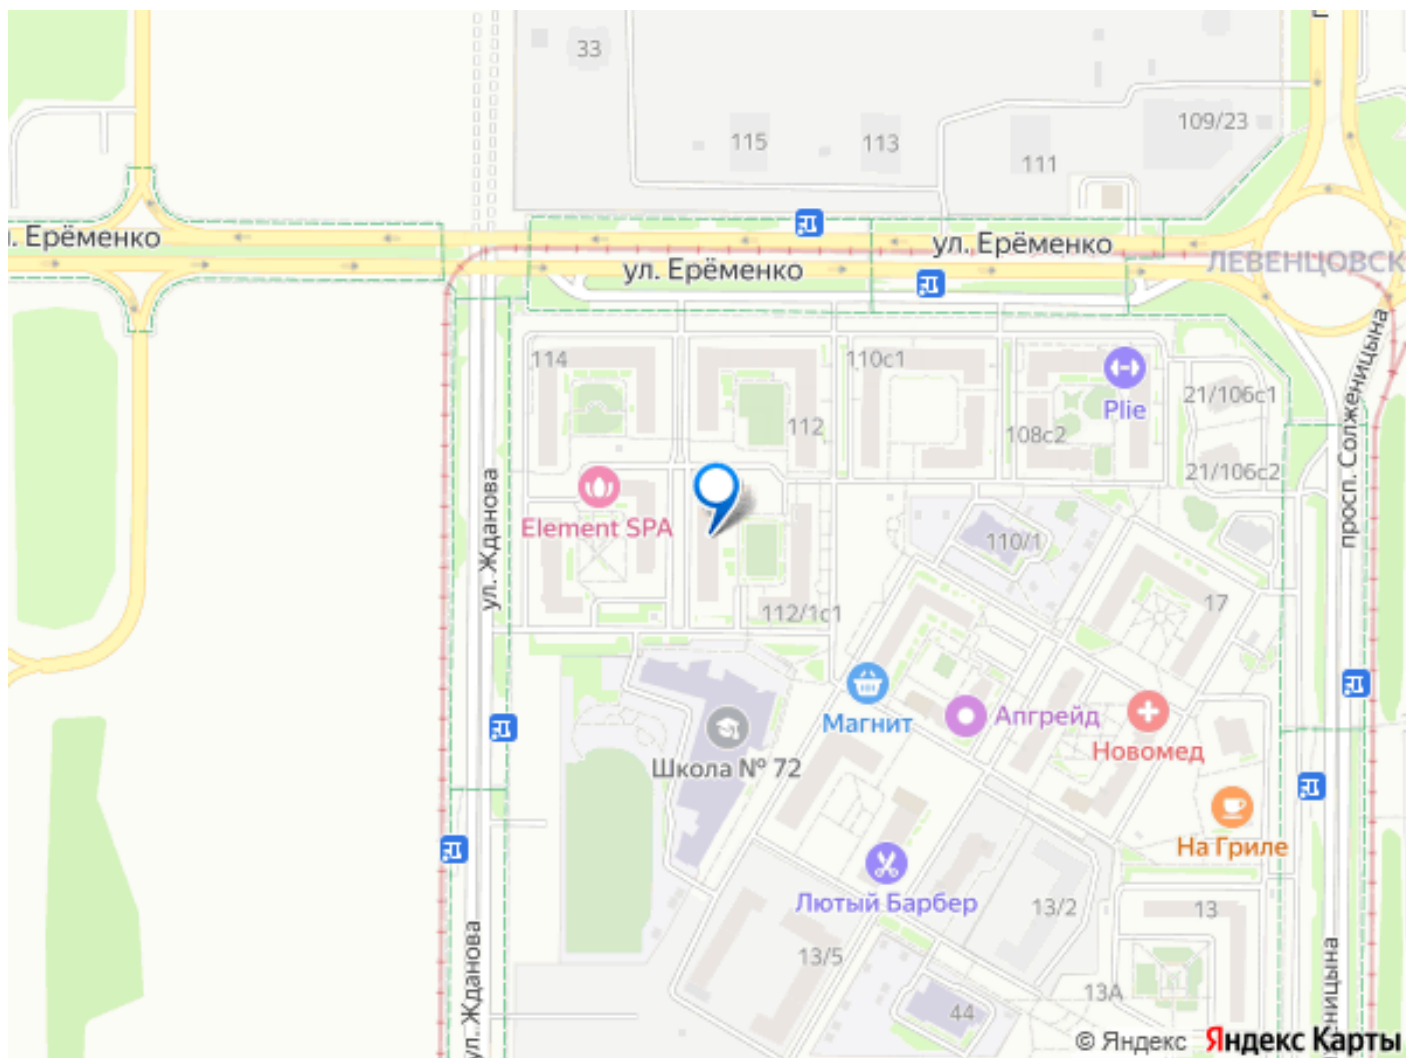 33
109/23
115
113
111
л. Ерёменко
ул. Ерёменко
ул. Ерёменко
ЛЕВЕНЦОВСК
114
110с1
Plie
21/106с1
112
108с2
21/106с2
просп. Солженицына
ул. Жданова
Element SPA
110/1
112/1с1
17
Магнит
Апгрейд
Новомед
Школа № 72
На Гриле
Лютый Барбер
13/2
13
13/5
ул. Жданова
13А
44
еницына
© Яндекс Яндекс Карты